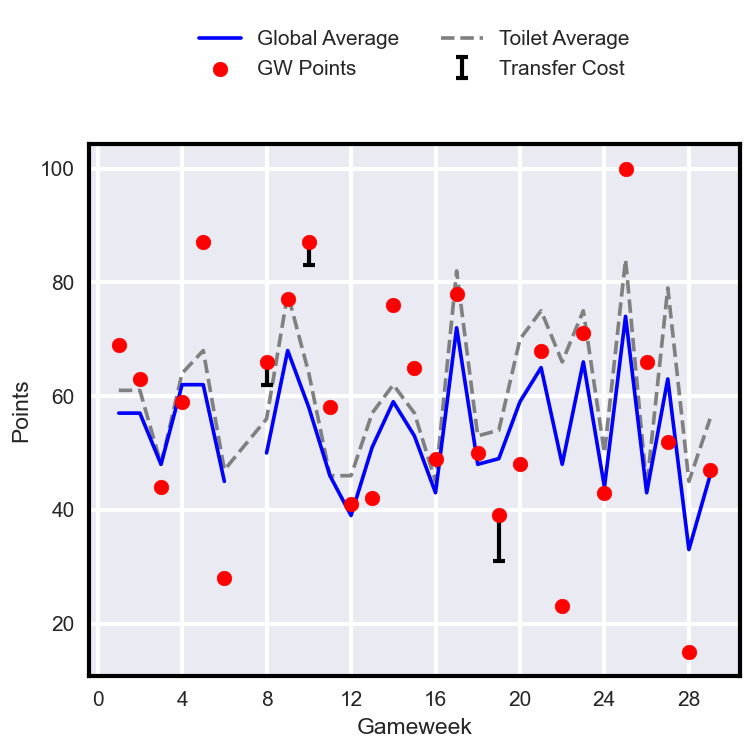 Global Average
GW Points
Toilet Average
Transfer Cost
100
80
60
40
20
Points
0 4 8 12 16 20 24 28
Gameweek